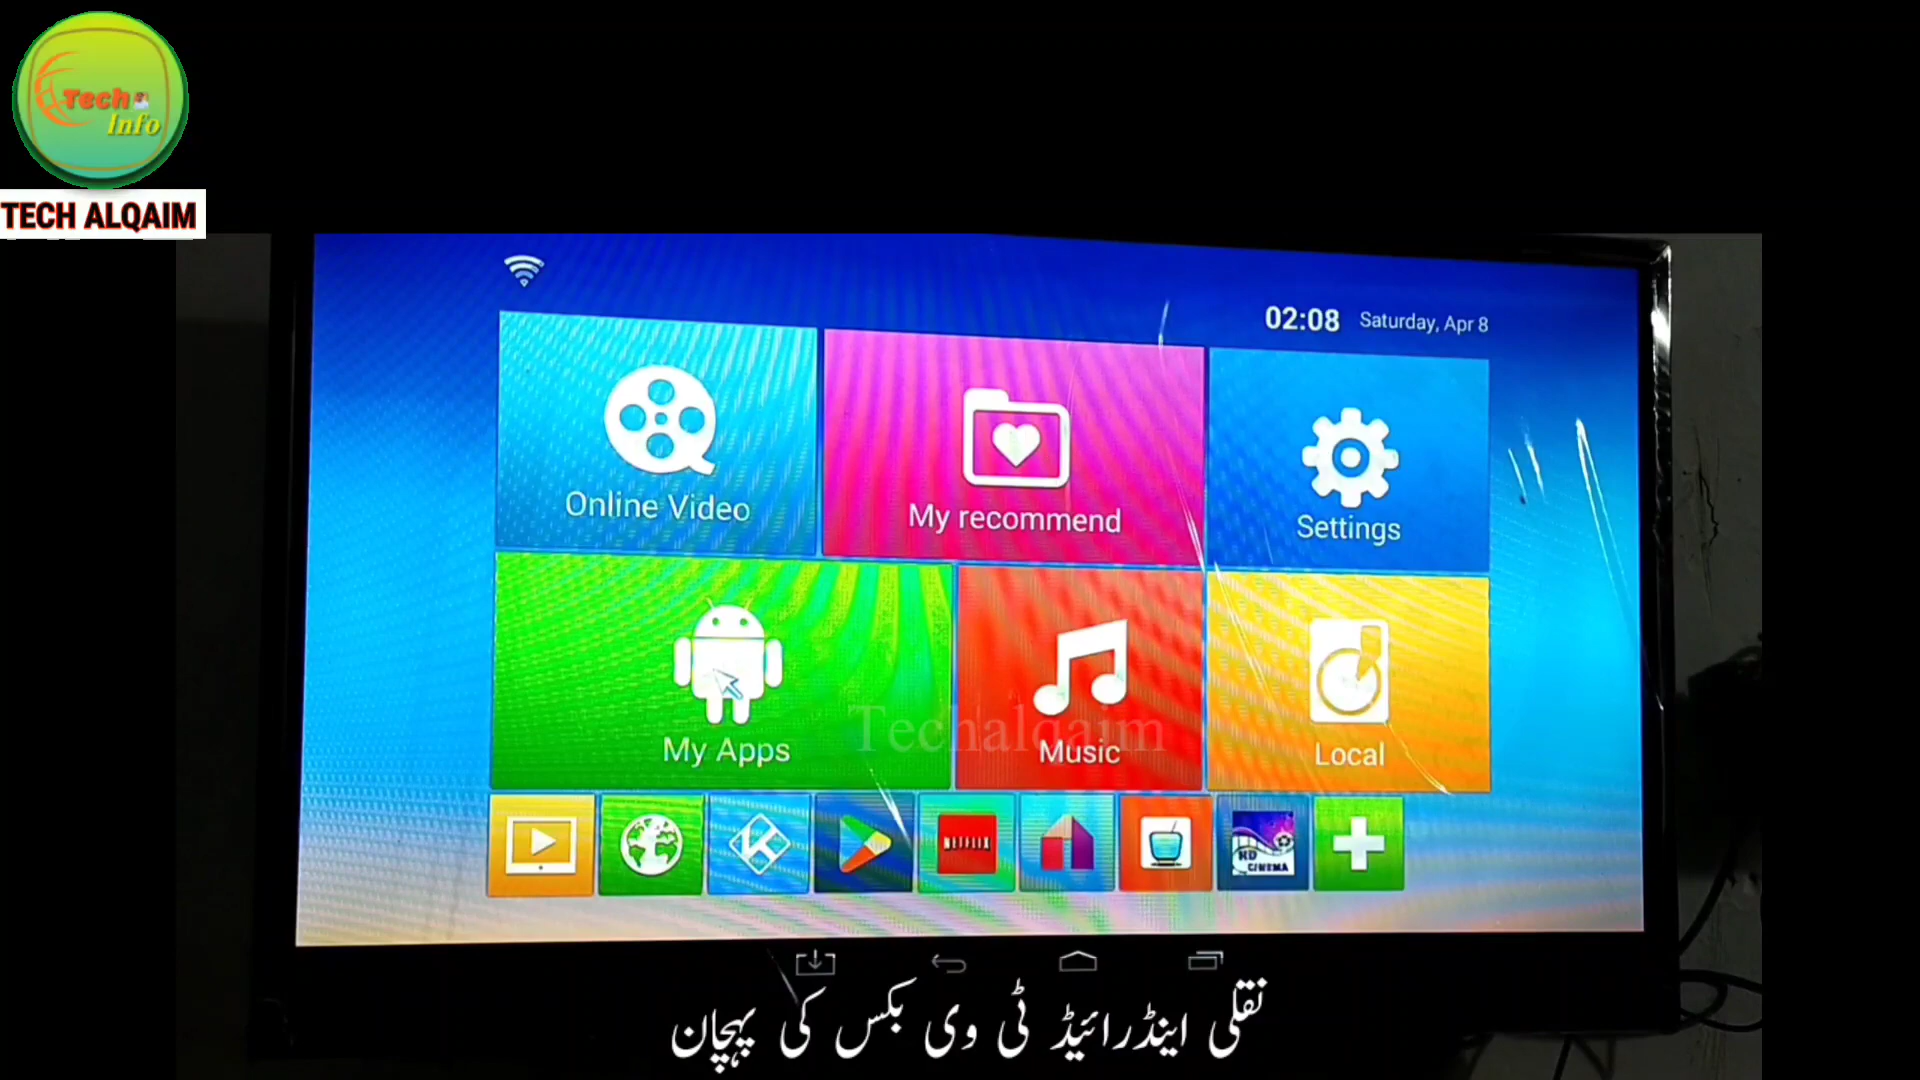 Tech
Info
TECH ALQAIM
02:08 Saturday, Apr 8
Online Video
My recommend
Settings
My Apps
Music
Local
Techalqaim
NETFLIX
HD
CINEMA
نقلی اینڈرائیڈ ٹی وی بکس کی پہچان